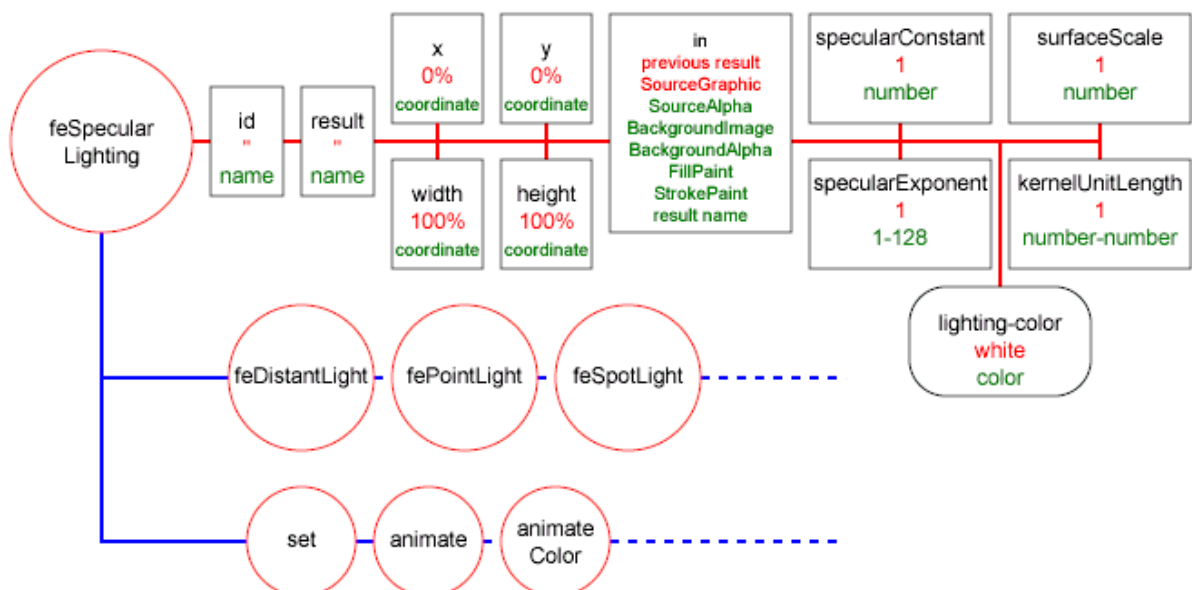 feSpecular
Lighting
id
"
name
result
"
name
x
0%
coordinate
width
100%
coordinate
y
0%
coordinate
height
100%
coordinate
in
previous result
SourceGraphic
SourceAlpha
BackgroundImage
BackgroundAlpha
FillPaint
StrokePaint
result name
specularConstant
1
number
specularExponent
1
1-128
surfaceScale
1
number
kernelUnitLength
1
number-number
lighting-color
white
color
feDistantLight
fePointLight
feSpotLight
set
animate
animate
Color